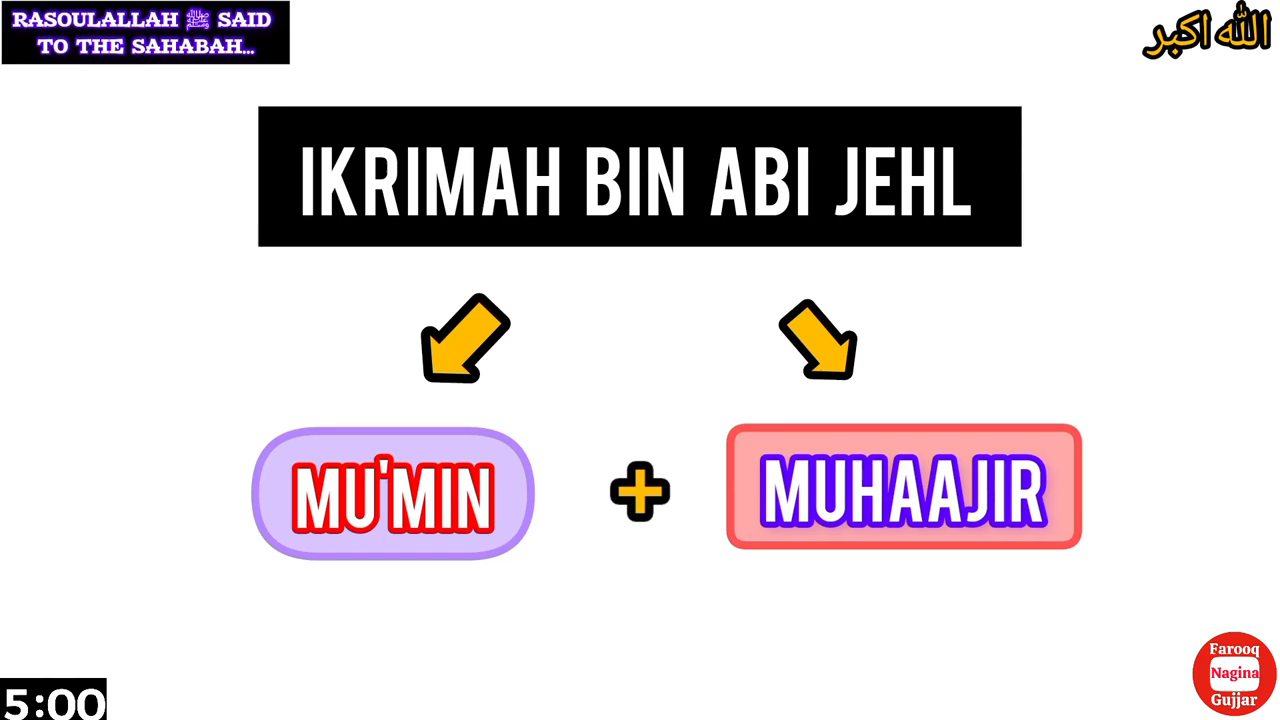 RASOULALLAH ﷺ SAID
TO THE SAHABAH...
الله اكبر
IKRIMAH BIN ABI JEHL
MU'MIN + MUHAAJIR
5:00
Farooq
Nagina
Gujjar